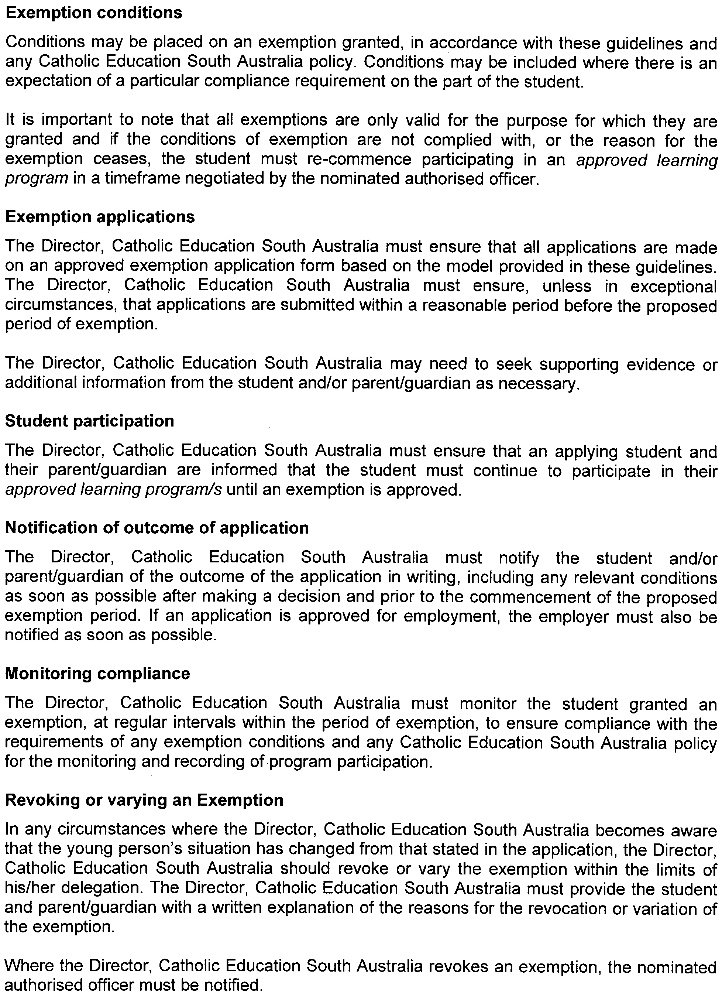 Exemption conditions
Conditions may be placed on an exemption granted, in accordance with these guidelines and
any Catholic Education South Australia policy. Conditions may be included where there is an
expectation of a particular compliance requirement on the part of the student.
It is important to note that all exemptions are only valid for the purpose for which they are
granted and if the conditions of exemption are not complied with, or the reason for the
exemption ceases, the student must re-commence participating in an approved learning
program in a timeframe negotiated by the nominated authorised officer.
Exemption applications
The Director, Catholic Education South Australia must ensure that all applications are made
on an approved exemption application form based on the model provided in these guidelines.
The Director, Catholic Education South Australia must ensure, unless in exceptional
circumstances, that applications are submitted within a reasonable period before the proposed
period of exemption.
The Director, Catholic Education South Australia may need to seek supporting evidence or
additional information from the student and/or parent/guardian as necessary.
Student participation
The Director, Catholic Education South Australia must ensure that an applying student and
their parent/guardian are informed that the student must continue to participate in their
approved learning program/s until an exemption is approved.
Notification of outcome of application
The Director, Catholic Education South Australia must notify the student and/or
parent/guardian of the outcome of the application in writing, including any relevant conditions
as soon as possible after making a decision and prior to the commencement of the proposed
exemption period. If an application is approved for employment, the employer must also be
notified as soon as possible.
Monitoring compliance
The Director, Catholic Education South Australia must monitor the student granted an
exemption, at regular intervals within the period of exemption, to ensure compliance with the
requirements of any exemption conditions and any Catholic Education South Australia policy
for the monitoring and recording of program participation.
Revoking or varying an Exemption
In any circumstances where the Director, Catholic Education South Australia becomes aware
that the young person's situation has changed from that stated in the application, the Director,
Catholic Education South Australia should revoke or vary the exemption within the limits of
his/her delegation. The Director, Catholic Education South Australia must provide the student
and parent/guardian with a written explanation of the reasons for the revocation or variation of
the exemption.
Where the Director, Catholic Education South Australia revokes an exemption, the nominated
authorised officer must be notified.